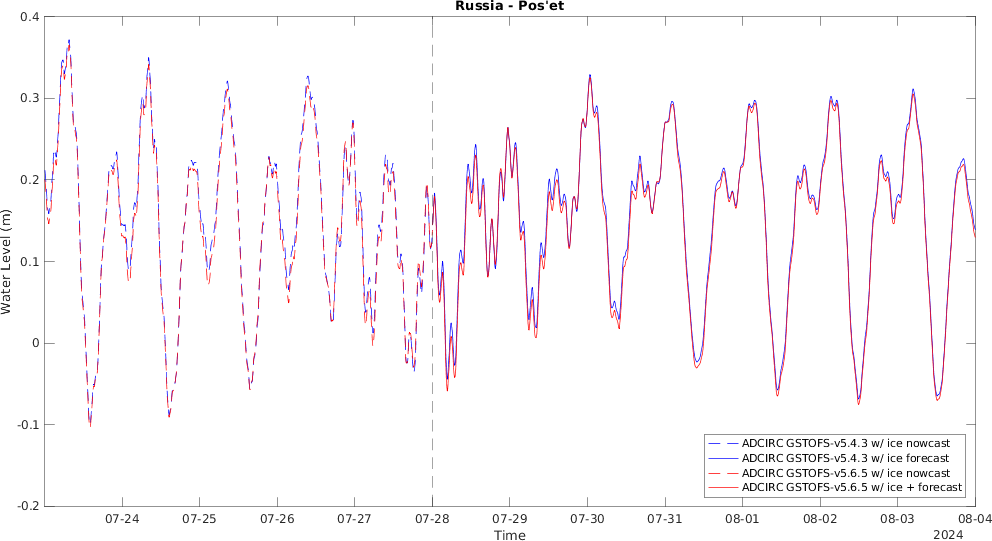 Russia - Pos'et
0.4
0.3
0.2
0.1
0
-0.1
-0.2
Water Level (m)
ADCIRC GSTOFS-v5.4.3 w/ ice nowcast
ADCIRC GSTOFS-v5.4.3 w/ ice forecast
ADCIRC GSTOFS-v5.6.5 w/ ice nowcast
ADCIRC GSTOFS-v5.6.5 w/ ice + forecast
07-24 07-25 07-26 07-27 07-28 07-29 07-30 07-31 08-01 08-02 08-03 08-04
Time
2024